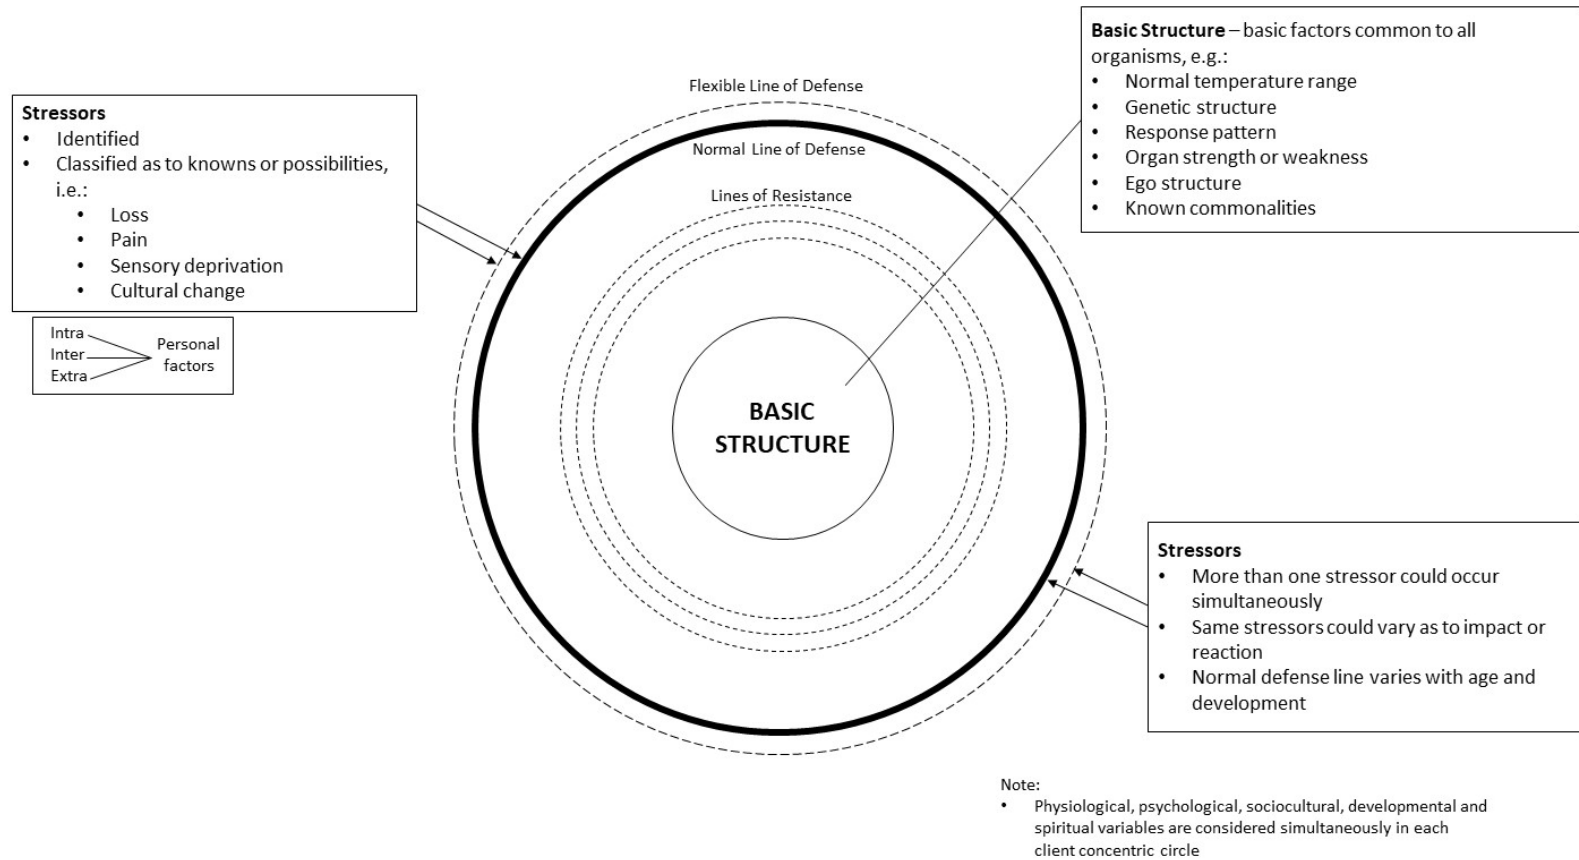 Basic Structure – basic factors common to all
organisms, e.g.:
• Normal temperature range
• Genetic structure
• Response pattern
• Organ strength or weakness
• Ego structure
• Known commonalities
Flexible Line of Defense
Normal Line of Defense
Lines of Resistance
Stressors
• Identified
• Classified as to knowns or possibilities,
i.e.:
• Loss
• Pain
• Sensory deprivation
• Cultural change
Intra
Inter
Extra
Personal
factors
BASIC
STRUCTURE
Stressors
• More than one stressor could occur
simultaneously
• Same stressors could vary as to impact or
reaction
• Normal defense line varies with age and
development
Note:
• Physiological, psychological, sociocultural, developmental and
spiritual variables are considered simultaneously in each
client concentric circle